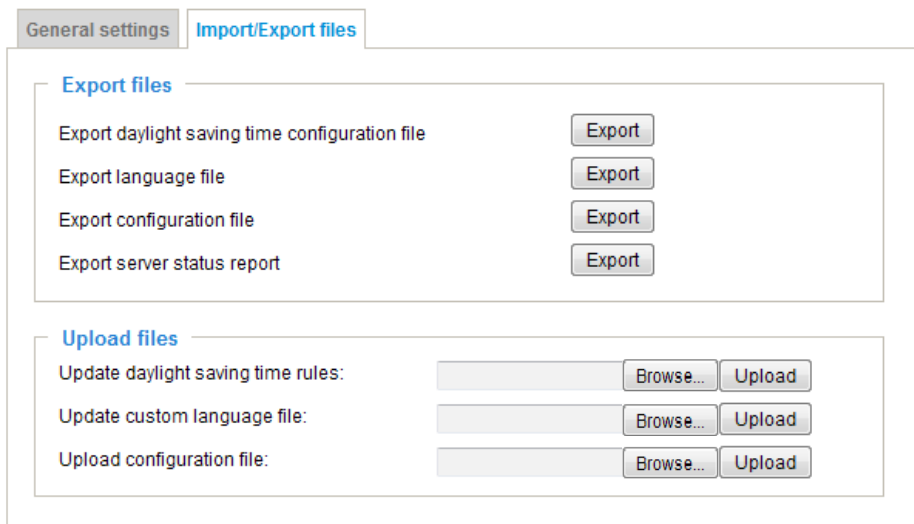 General settings Import/Export files
Export files
Export daylight saving time configuration file Export
Export language file Export
Export configuration file Export
Export server status report Export
Upload files
Update daylight saving time rules: Browse... Upload
Update custom language file: Browse... Upload
Upload configuration file: Browse... Upload